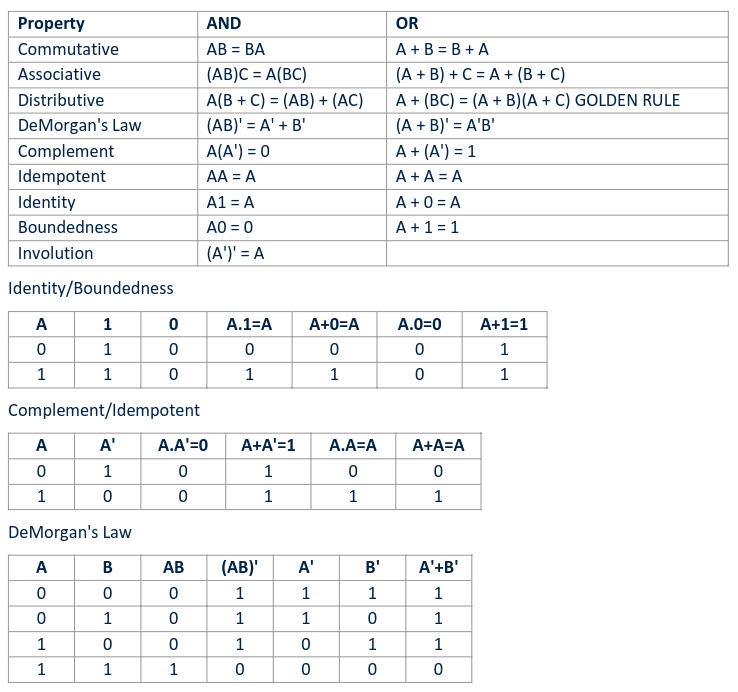 Property AND OR
Commutative AB = BA A + B = B + A
Associative (AB)C = A(BC) (A + B) + C = A + (B + C)
Distributive A(B + C) = (AB) + (AC) A + (BC) = (A + B)(A + C) GOLDEN RULE
DeMorgan's Law (AB)' = A' + B' (A + B)' = A'B'
Complement A(A') = 0 A + (A') = 1
Idempotent AA = A A + A = A
Identity A1 = A A + 0 = A
Boundedness A0 = 0 A + 1 = 1
Involution (A')' = A
Identity/Boundedness
A 1 0 A.1=A A+0=A A.0=0 A+1=1
0 1 0 0 0 0 1
1 1 0 1 1 0 1
Complement/Idempotent
A A' A.A'=0 A+A'=1 A.A=A A+A=A
0 1 0 1 0 0
1 0 0 1 1 1
DeMorgan's Law
A B AB (AB)' A' B' A'+B'
0 0 0 1 1 1 1
0 1 0 1 1 0 1
1 0 0 1 0 1 1
1 1 1 0 0 0 0